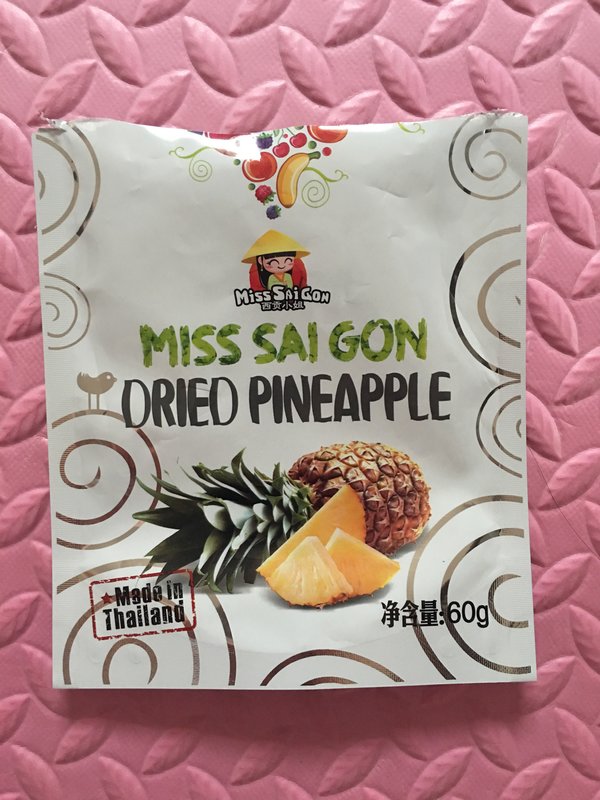 Miss Sai Gon
西贡小姐
MISS SAI GON
DRIED PINEAPPLE
Made in
Thailand
净含量:60g